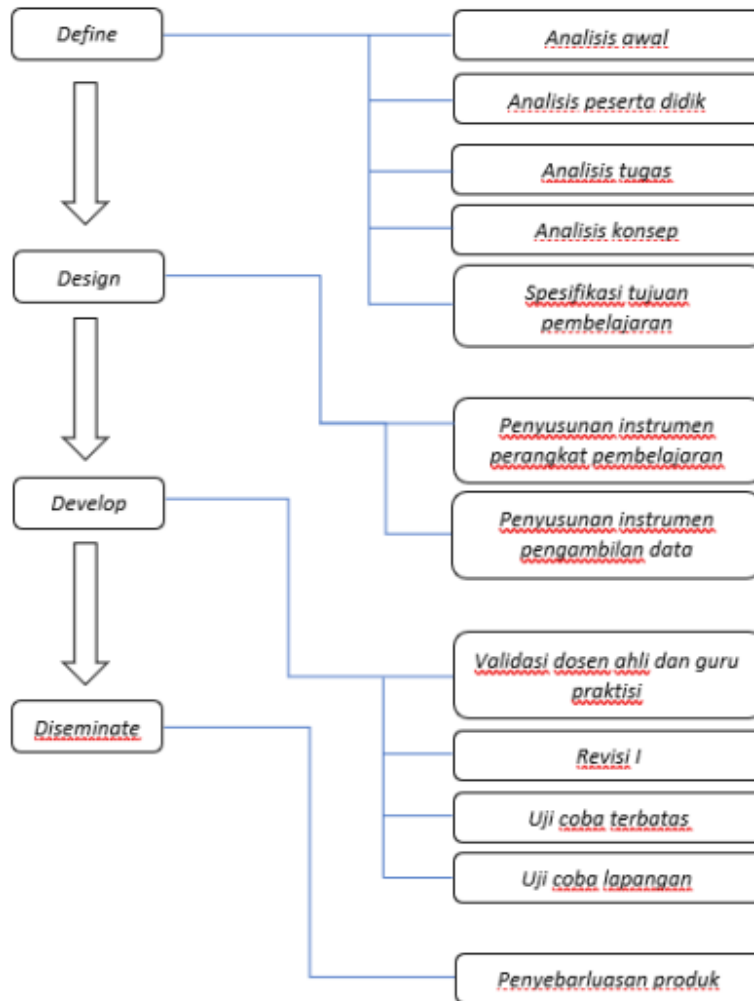 Define
Analisis awal
Analisis peserta didik
Analisis tugas
Analisis konsep
Spesifikasi tujuan
pembelajaran
Design
Penyusunan instrumen
perangkat pembelajaran
Penyusunan instrumen
pengambilan data
Develop
Validasi dosen ahli dan guru
praktisi
Revisi I
Uji coba terbatas
Uji coba lapangan
Diseminate
Penyebarluasan produk